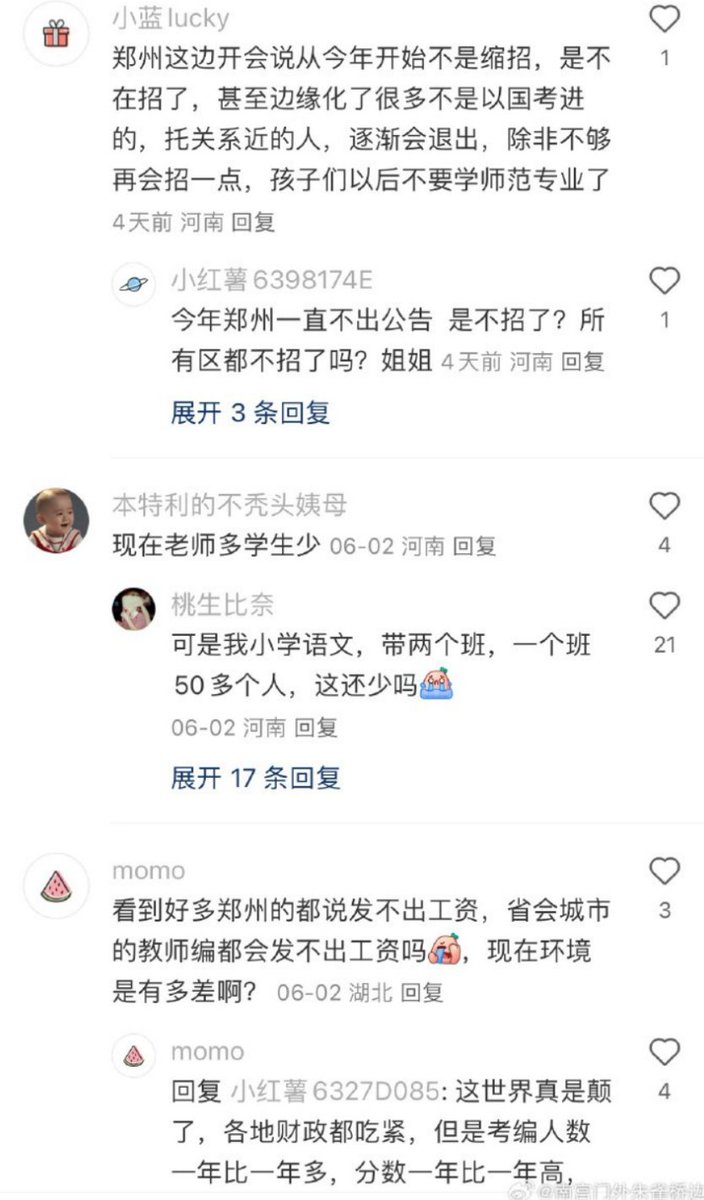 小蓝lucky
郑州这边开会说从今年开始不是缩招，是不
1
在招了，甚至边缘化了很多不是以国考进
的，托关系近的人，逐渐会退出，除非不够
再会招一点，孩子们以后不要学师范专业了
4天前 河南 回复
小红薯6398174E
今年郑州一直不出公告 是不招了？所
1
有区都不招了吗？姐姐 4天前 河南 回复
展开 3 条回复
本特利的不秃头姨母
现在老师多学生少 06-02 河南 回复
4
桃生比奈
可是我小学语文，带两个班，一个班
21
50多个人，这还少吗
06-02 河南 回复
展开 17 条回复
momo
看到好多郑州的都说发不出工资，省会城市
3
的教师编都会发不出工资吗，现在环境
是有多差啊？ 06-02 湖北 回复
momo
回复 小红薯6327D085: 这世界真是颠
4
了，各地财政都吃紧，但是考编人数
一年比一年多，分数一年比一年高，
@南宫门外朱雀桥边